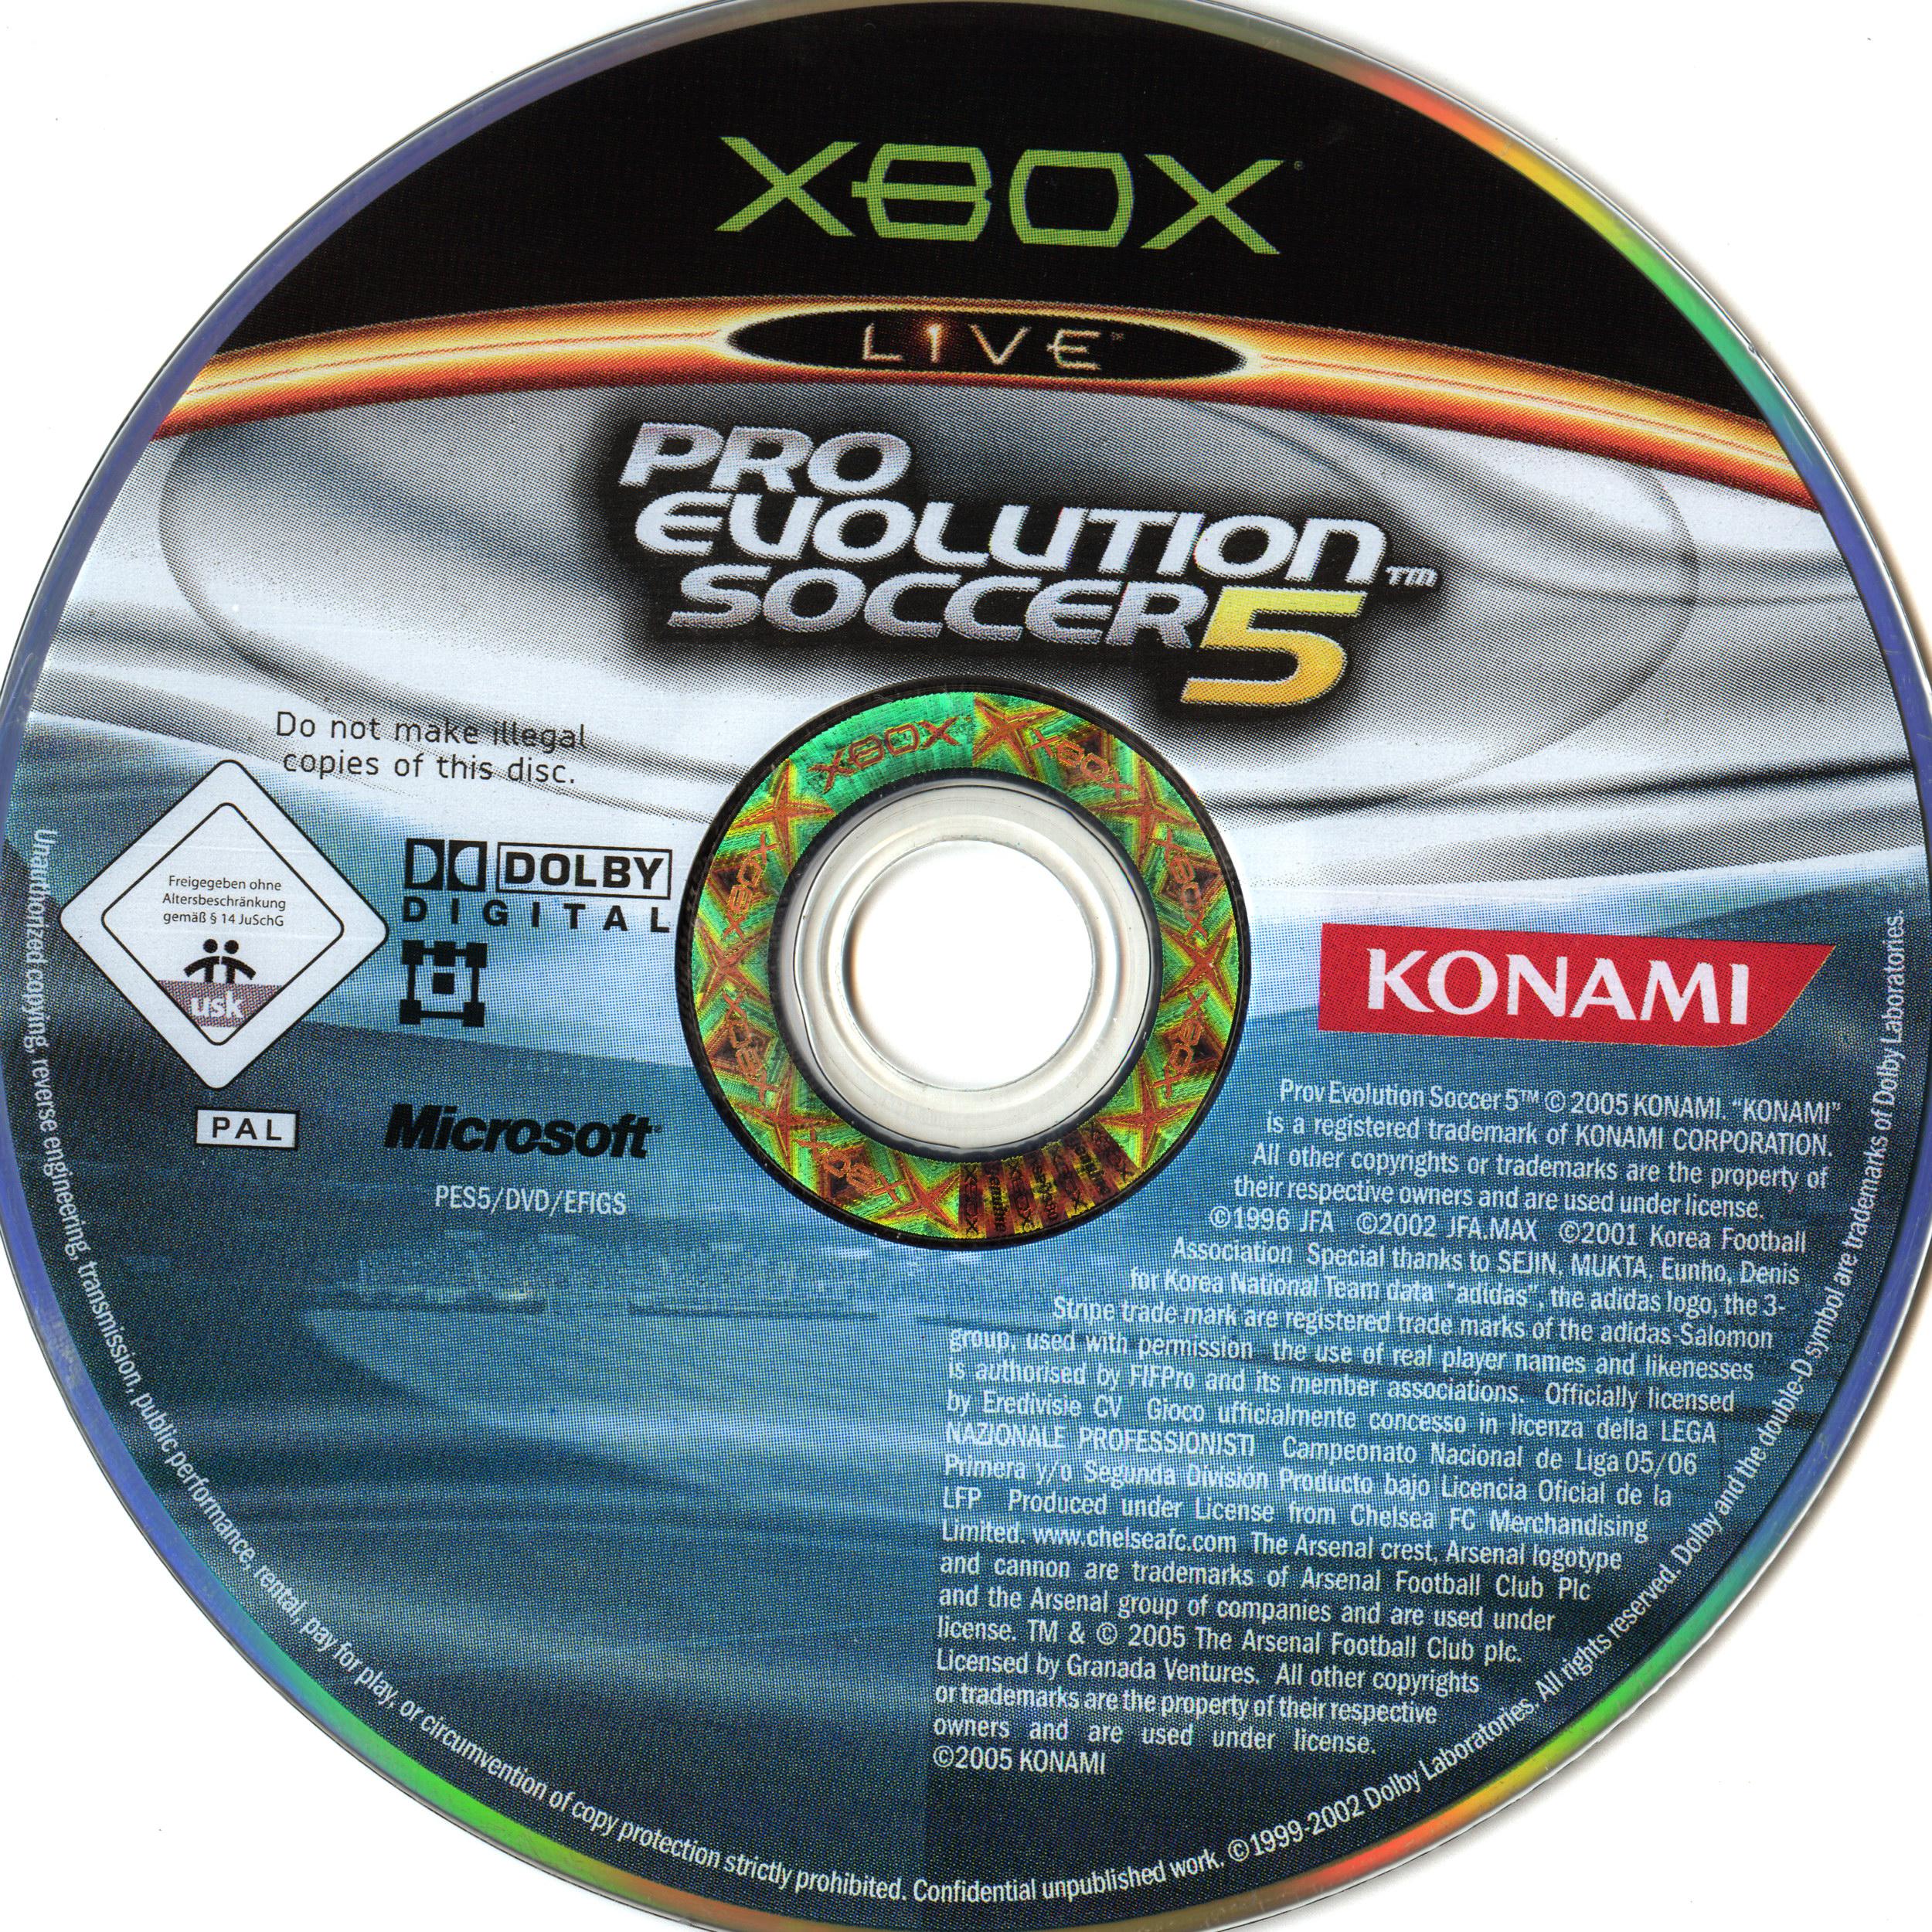 XBOX
LIVE™
PRO
EVOLUTION™
SOCCER 5
Do not make illegal
copies of this disc.
Freigegeben ohne
Altersbeschränkung
gemäß § 14 JuSchG
usk
DOLBY
DIGITAL
PAL
Microsoft
PES5/DVD/EFIGS
XBOX XBOX
KONAMI
Prov Evolution Soccer 5™ © 2005 KONAMI. “KONAMI”
is a registered trademark of KONAMI CORPORATION.
All other copyrights or trademarks are the property of
their respective owners and are used under license.
©1996 JFA ©2002 JFA.MAX ©2001 Korea Football
Association Special thanks to SEJIN, MUKTA, Eunho, Denis
for Korea National Team data “adidas”, the adidas logo, the 3-
Stripe trade mark are registered trade marks of the adidas-Salomon
group, used with permission the use of real player names and likenesses
is authorised by FIFPro and its member associations. Officially licensed
by Eredivisie CV Gioco ufficialmente concesso in licenza della LEGA
NAZIONALE PROFESSIONISTI Campeonato Nacional de Liga 05/06
Primera y/o Segunda División Producto bajo Licencia Oficial de la
LFP Produced under License from Chelsea FC Merchandising
Limited. www.chelseafc.com The Arsenal crest, Arsenal logotype
and cannon are trademarks of Arsenal Football Club Plc
and the Arsenal group of companies and are used under
license. TM & © 2005 The Arsenal Football Club plc.
Licensed by Granada Ventures. All other copyrights
or trademarks are the property of their respective
owners and are used under license.
©2005 KONAMI
Unauthorized copying, reverse engineering, transmission, public performance, rental, pay for play, or circumvention of copy protection strictly prohibited. Confidential unpublished work. ©1999-2002 Dolby Laboratories. All rights reserved. Dolby and the double-D symbol are trademarks of Dolby Laboratories.